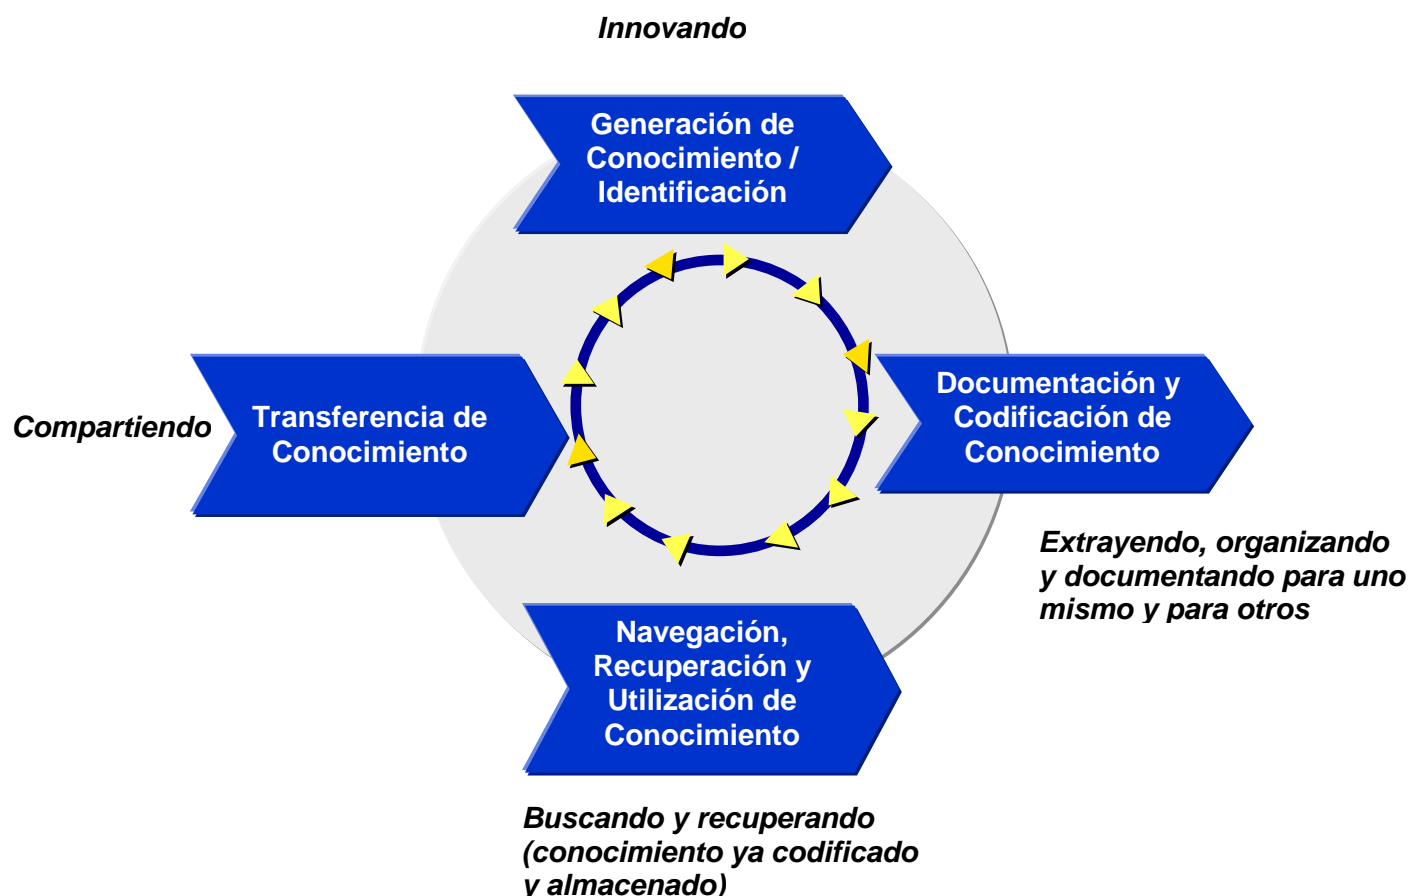 Innovando
Generación de
Conocimiento /
Identificación
Documentación y
Codificación de
Conocimiento
Extrayendo, organizando
y documentando para uno
mismo y para otros
Compartiendo
Transferencia de
Conocimiento
Navegación,
Recuperación y
Utilización de
Conocimiento
Buscando y recuperando
(conocimiento ya codificado
y almacenado)